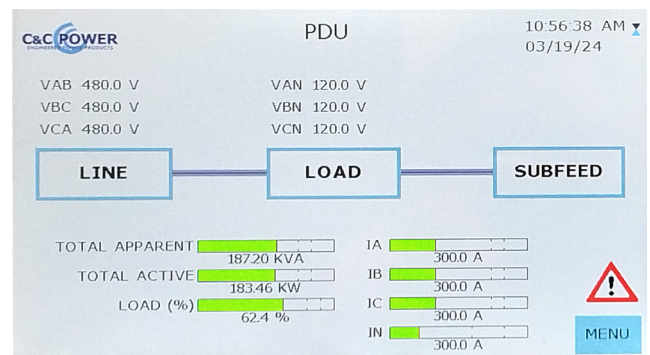 C&C POWER
ENGINEERED POWER PRODUCTS
PDU
10:56:38 AM
03/19/24
VAB 480.0 V
VBC 480.0 V
VCA 480.0 V
VAN 120.0 V
VBN 120.0 V
VCN 120.0 V
LINE
LOAD
SUBFEED
TOTAL APPARENT
187.20 KVA
TOTAL ACTIVE
183.46 KW
LOAD (%)
62.4 %
IA
300.0 A
IB
300.0 A
IC
300.0 A
IN
300.0 A
!
MENU